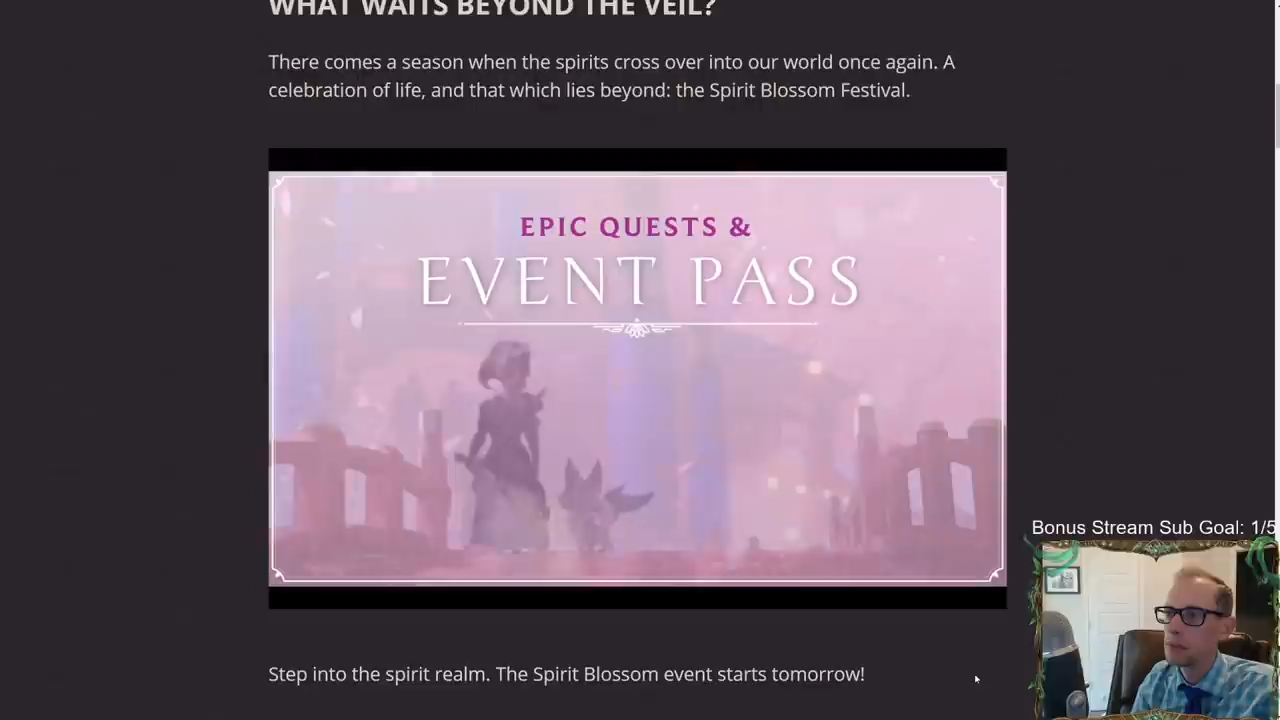 WHAT WAITS BEYOND THE VEIL?
There comes a season when the spirits cross over into our world once again. A
celebration of life, and that which lies beyond: the Spirit Blossom Festival.
EPIC QUESTS &
EVENT PASS
Step into the spirit realm. The Spirit Blossom event starts tomorrow!
Bonus Stream Sub Goal: 1/5